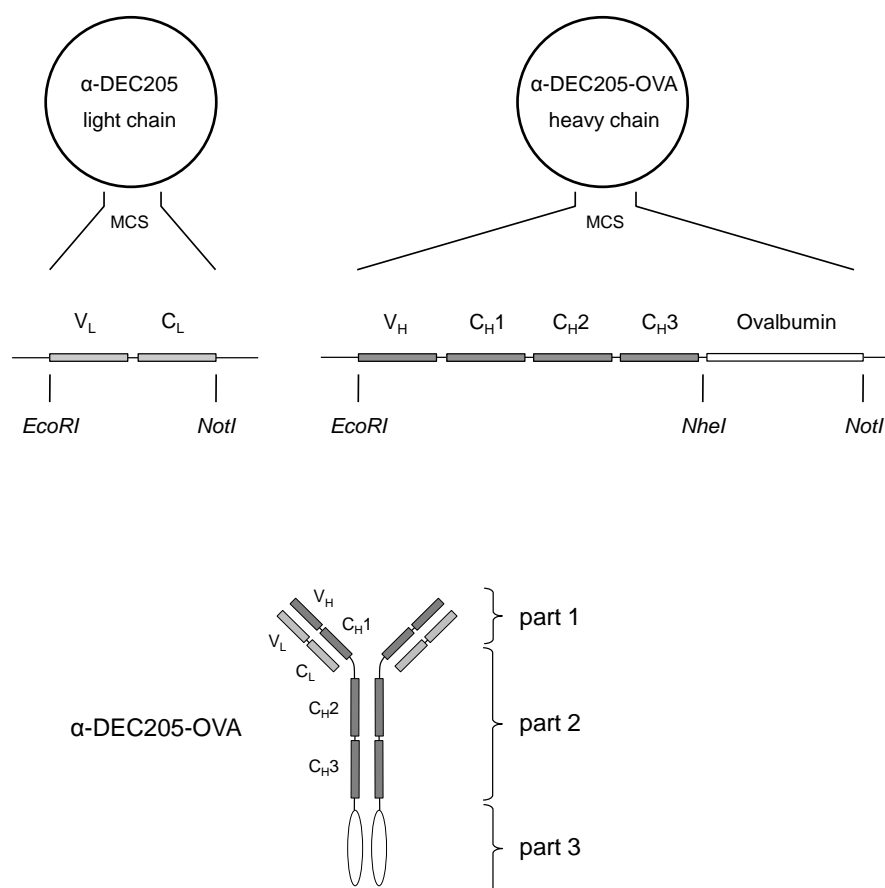 α-DEC205
light chain
α-DEC205-OVA
heavy chain
MCS
MCS
V_L C_L
V_H C_H1 C_H2 C_H3 Ovalbumin
EcoRI NotI
EcoRI NheI NotI
V_H
C_H1
part 1
V_L
C_L
C_H2
α-DEC205-OVA
part 2
C_H3
part 3